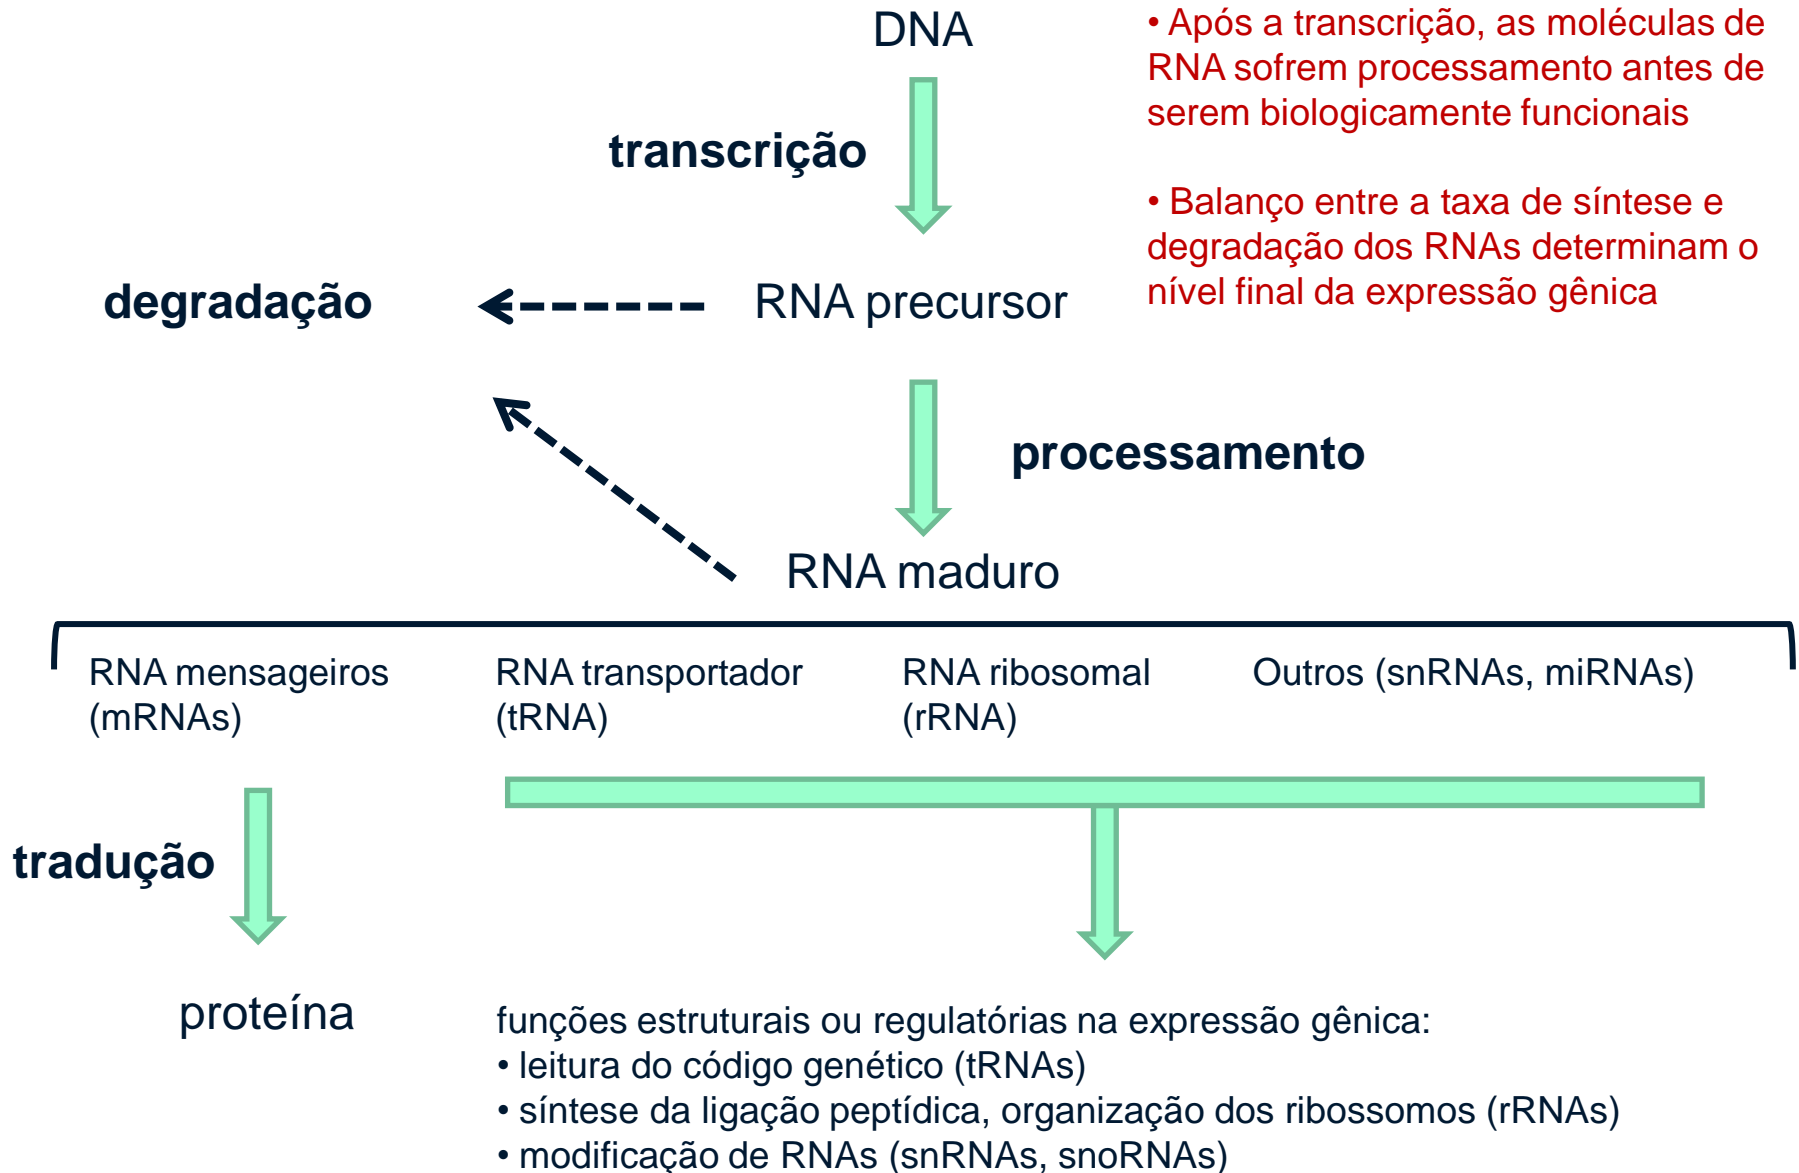 DNA
• Após a transcrição, as moléculas de
RNA sofrem processamento antes de
serem biologicamente funcionais
transcrição
• Balanço entre a taxa de síntese e
degradação dos RNAs determinam o
nível final da expressão gênica
degradação
RNA precursor
processamento
RNA maduro
RNA mensageiros
(mRNAs)
RNA transportador
(tRNA)
RNA ribosomal
(rRNA)
Outros (snRNAs, miRNAs)
tradução
proteína
funções estruturais ou regulatórias na expressão gênica:
• leitura do código genético (tRNAs)
• síntese da ligação peptídica, organização dos ribossomos (rRNAs)
• modificação de RNAs (snRNAs, snoRNAs)